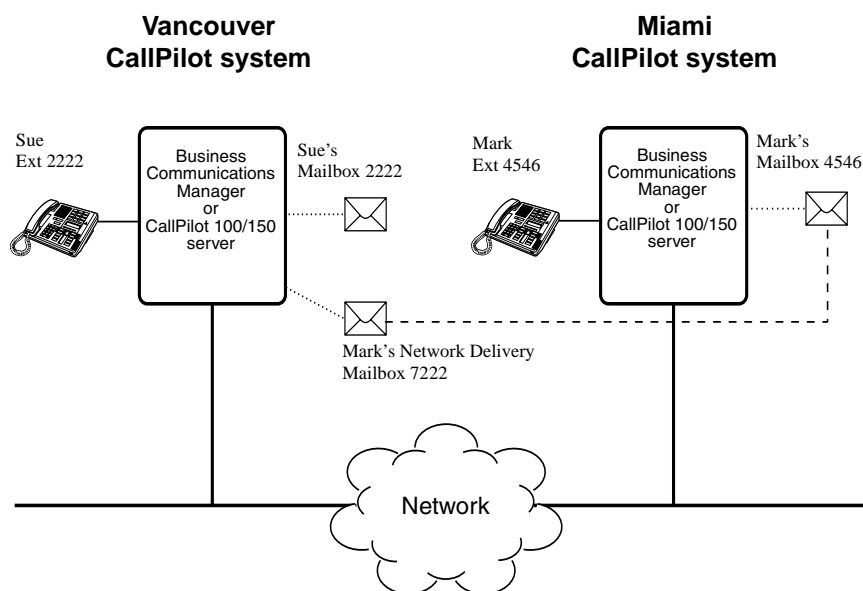 Vancouver
CallPilot system
Miami
CallPilot system
Sue
Ext 2222
Business
Communications
Manager
or
CallPilot 100/150
server
Sue's
Mailbox 2222
Mark
Ext 4546
Business
Communications
Manager
or
CallPilot 100/150
server
Mark's
Mailbox 4546
Mark's Network Delivery
Mailbox 7222
Network